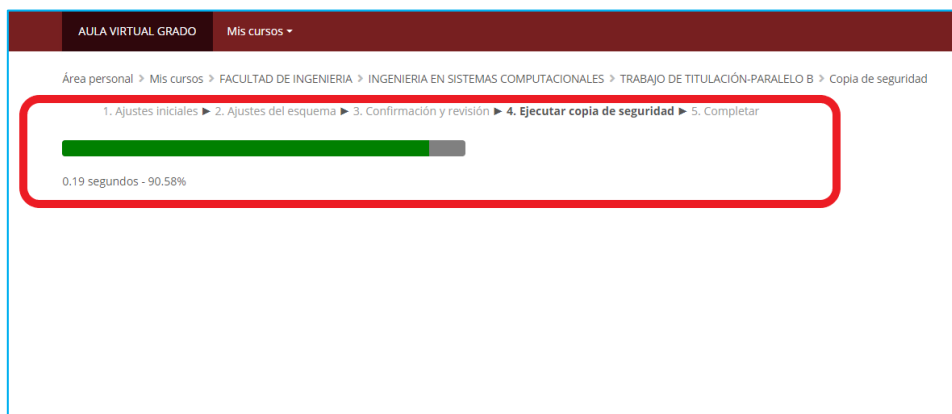 AULA VIRTUAL GRADO Mis cursos
Área personal > Mis cursos > FACULTAD DE INGENIERIA > INGENIERIA EN SISTEMAS COMPUTACIONALES > TRABAJO DE TITULACIÓN-PARALELO B > Copia de seguridad
1. Ajustes iniciales ► 2. Ajustes del esquema ► 3. Confirmación y revisión ► 4. Ejecutar copia de seguridad ► 5. Completar
0.19 segundos - 90.58%